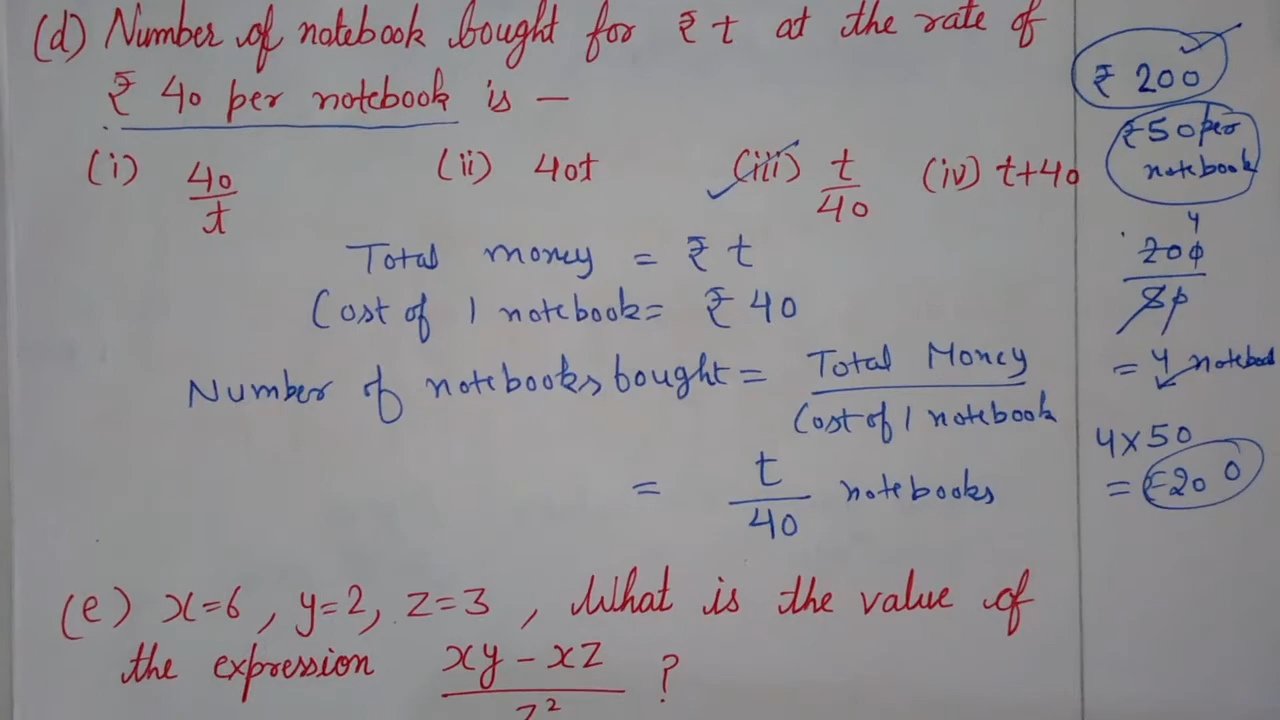 (d) Number of notebook bought for ₹ t at the rate of
₹ 40 per notebook is —
(i) 40/t (ii) 40t (iii) t/40 (iv) t+40
Total money = ₹ t
Cost of 1 notebook = ₹ 40
Number of notebooks bought = Total Money / Cost of 1 notebook
= t/40 notebooks
(e) x=6, y=2, z=3, What is the value of
the expression xy - xz / z² ?
₹ 200
₹50 per
notebook
4
200
50
= 4 notebook
4×50
= ₹200